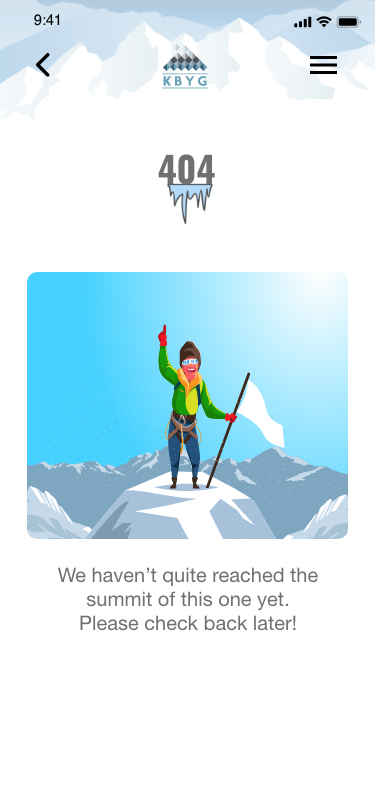 9:41
KBYG
404
We haven't quite reached the
summit of this one yet.
Please check back later!